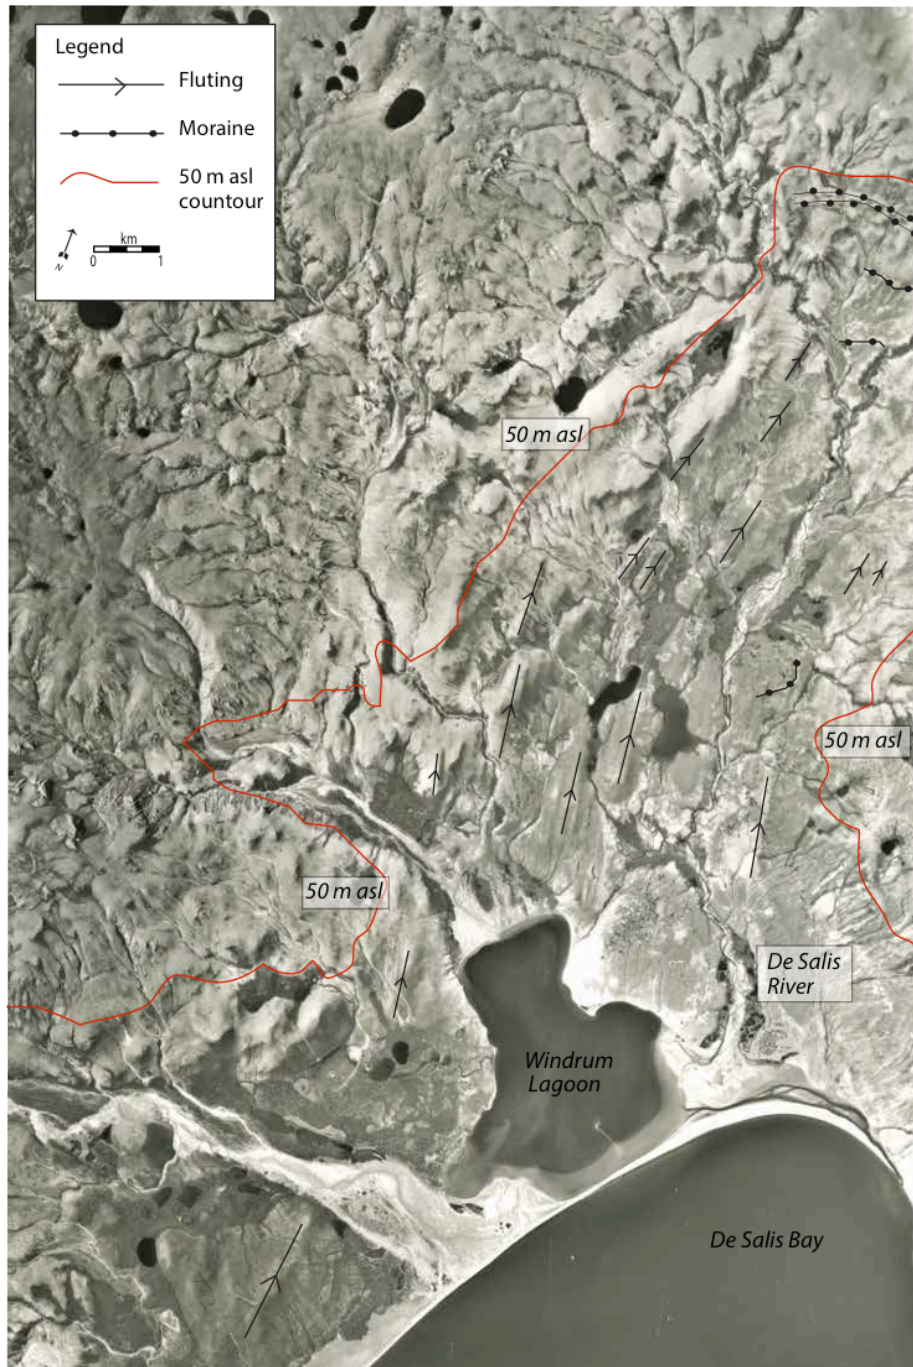 Legend
Fluting
Moraine
50 m asl
countour
km
0 1
N
50 m asl
50 m asl
50 m asl
De Salis
River
Windrum
Lagoon
De Salis Bay